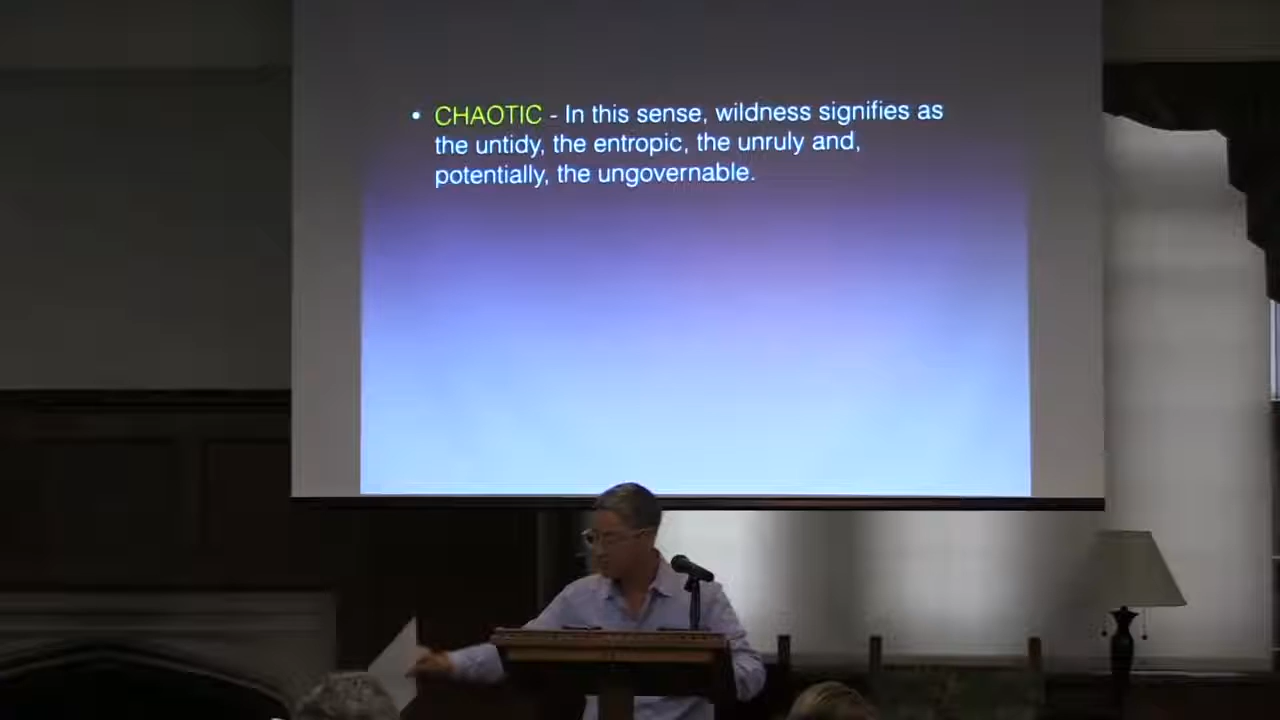 • CHAOTIC - In this sense, wildness signifies as
the untidy, the entropic, the unruly and,
potentially, the ungovernable.